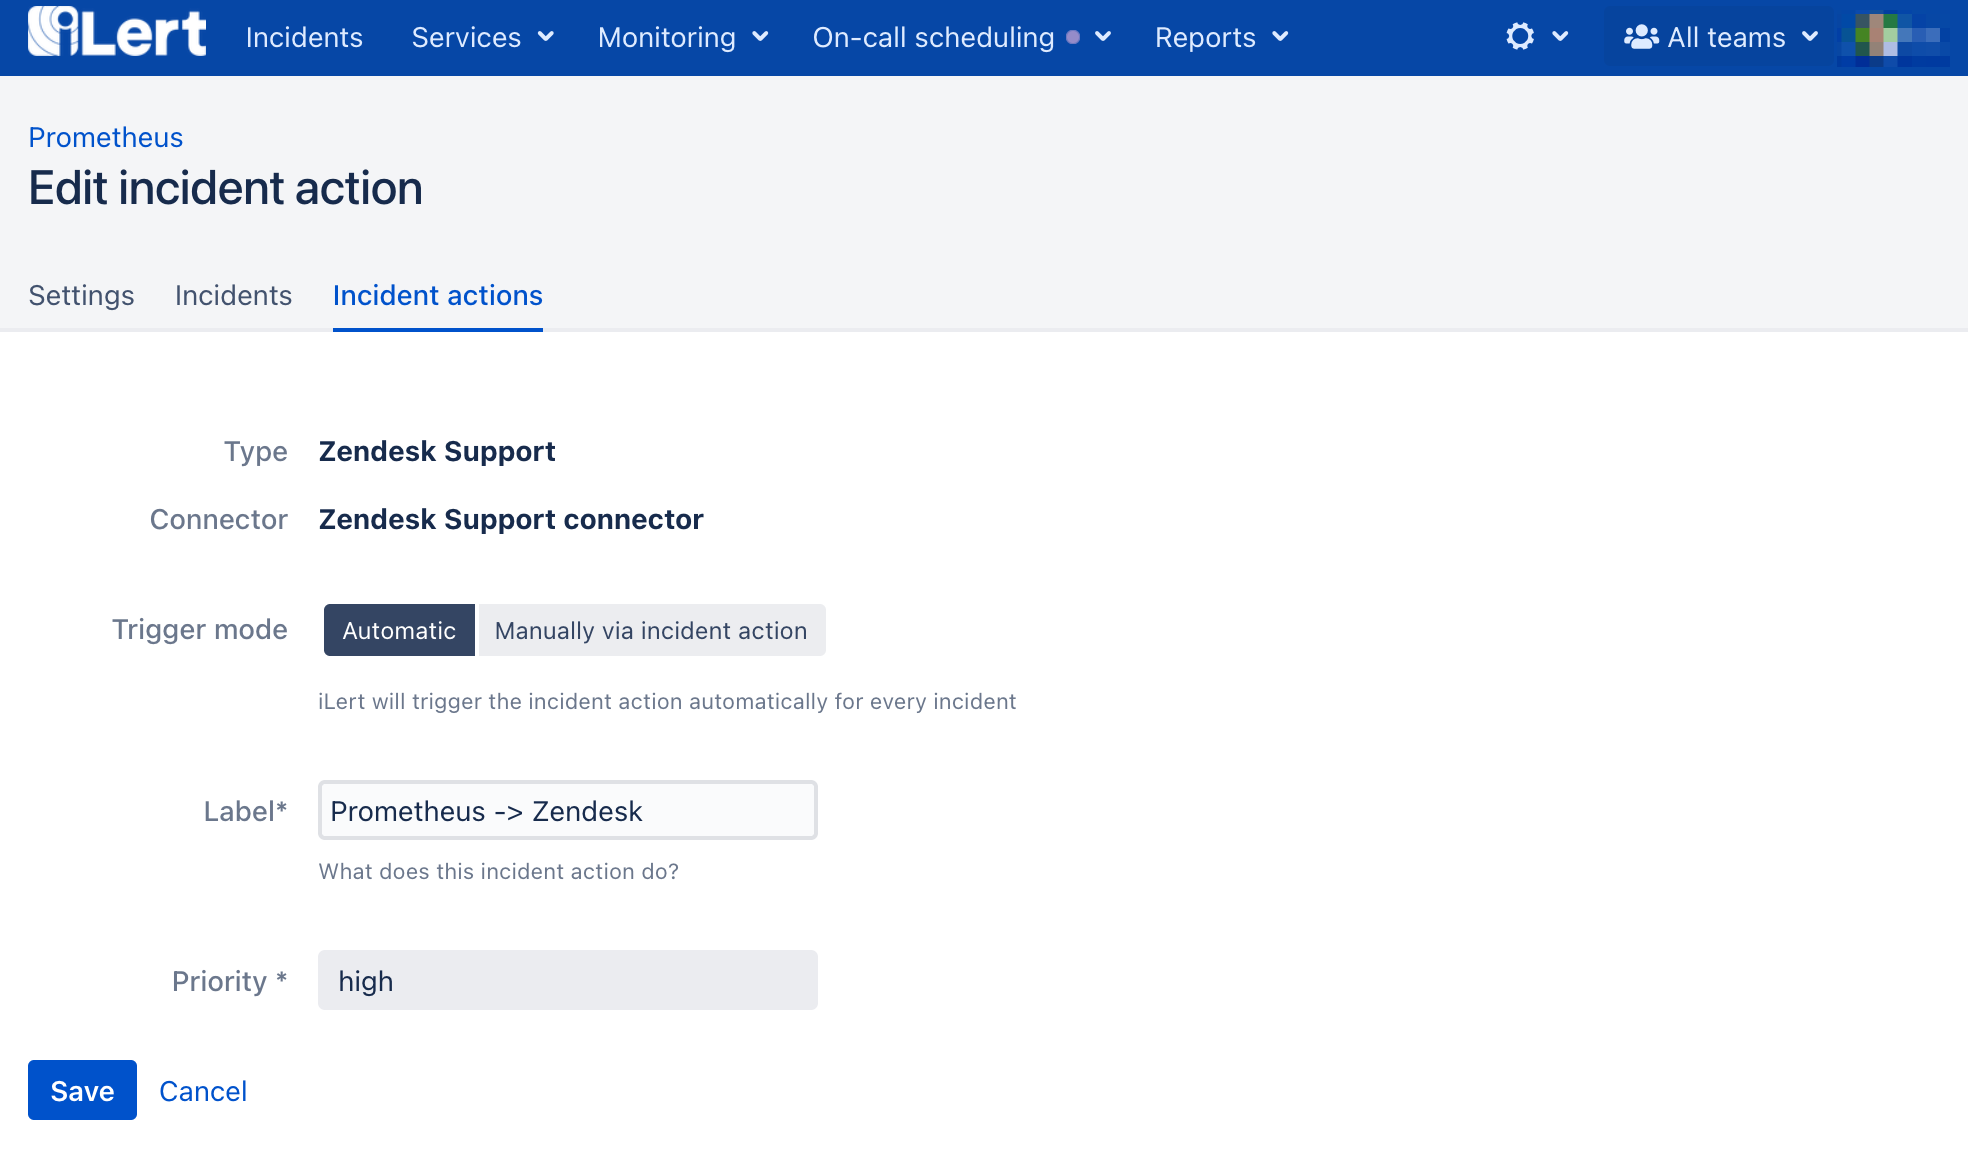 iLert Incidents Services Monitoring On-call scheduling Reports All teams
Prometheus
Edit incident action
Settings Incidents Incident actions
Type Zendesk Support
Connector Zendesk Support connector
Trigger mode Automatic Manually via incident action
iLert will trigger the incident action automatically for every incident
Label* Prometheus -> Zendesk
What does this incident action do?
Priority * high
Save Cancel